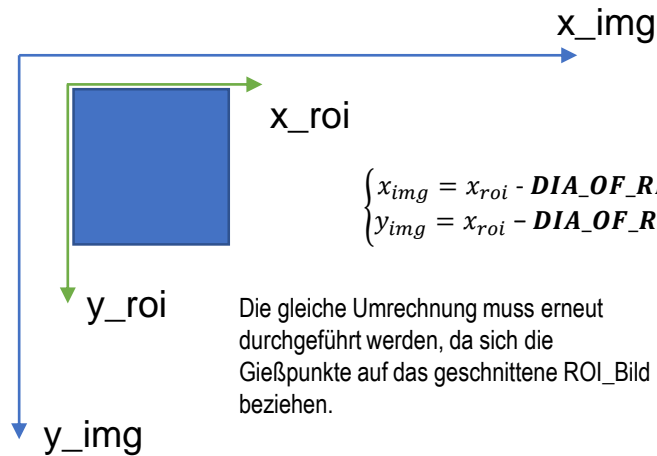 x_img
x_roi
x_img = x_roi - DIA_OF_R
y_img = x_roi – DIA_OF_R
y_roi
Die gleiche Umrechnung muss erneut
durchgeführt werden, da sich die
Gießpunkte auf das geschnittene ROI_Bild
beziehen.
y_img